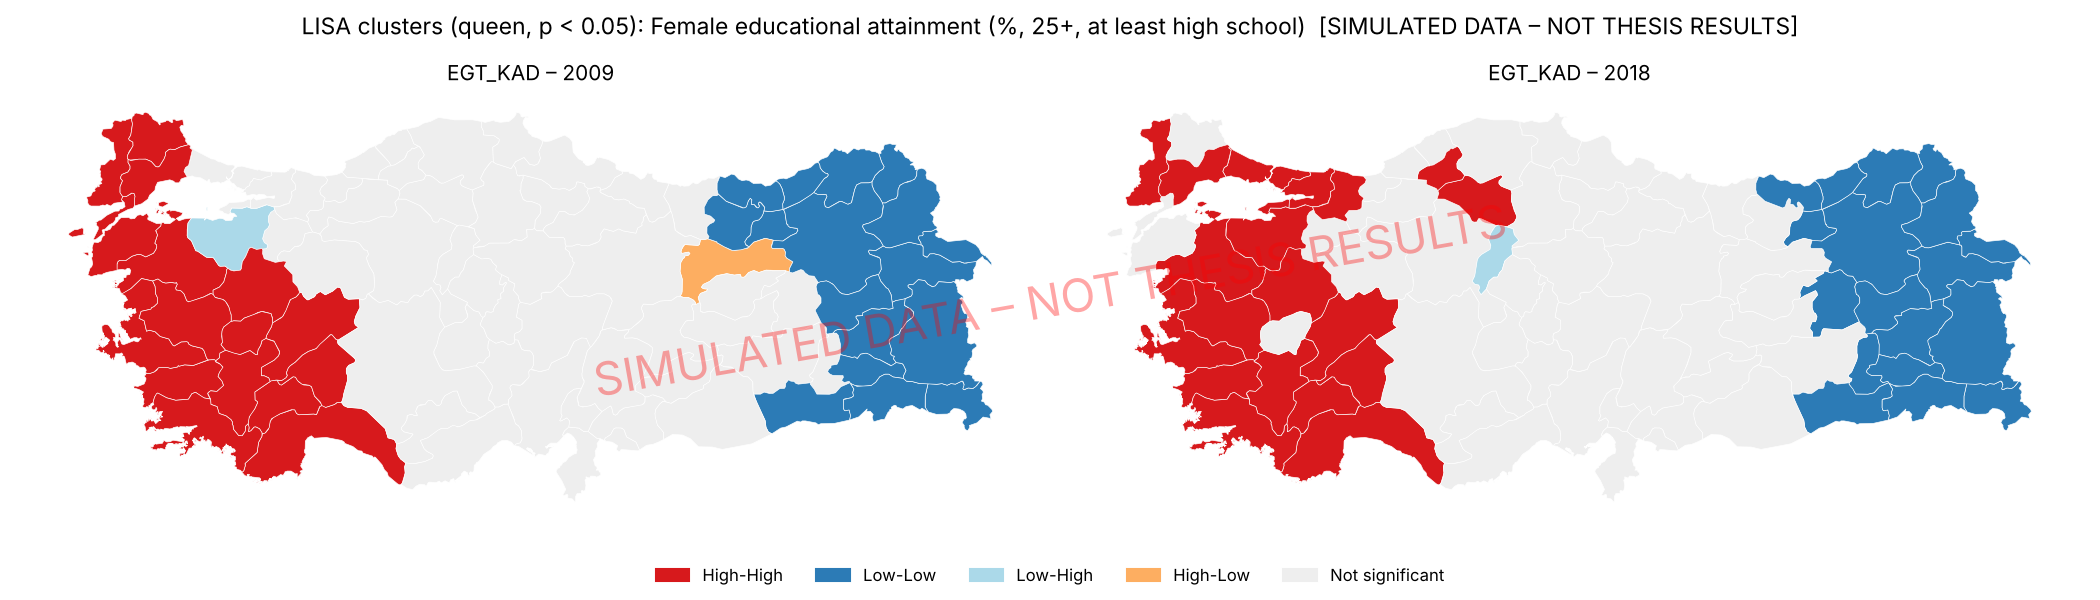 LISA clusters (queen, p < 0.05): Female educational attainment (%, 25+, at least high school)  [SIMULATED DATA – NOT THESIS RESULTS]
EGT_KAD – 2009
EGT_KAD – 2018
SIMULATED DATA – NOT THESIS RESULTS
High-High
Low-Low
Low-High
High-Low
Not significant